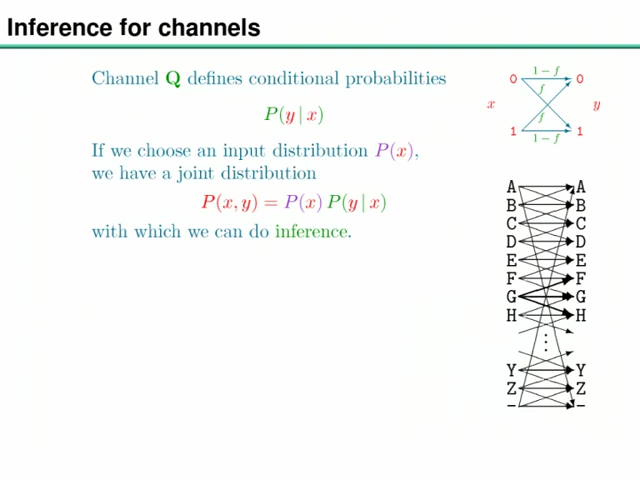 Inference for channels
Channel Q defines conditional probabilities
P(y | x)
If we choose an input distribution P(x),
we have a joint distribution
P(x, y) = P(x) P(y | x)
with which we can do inference.
1 − f
0 0
f
x y
f
1 1
1 − f
A A
B B
C C
D D
E E
F F
G G
H H
⋮
Y Y
Z Z
- -